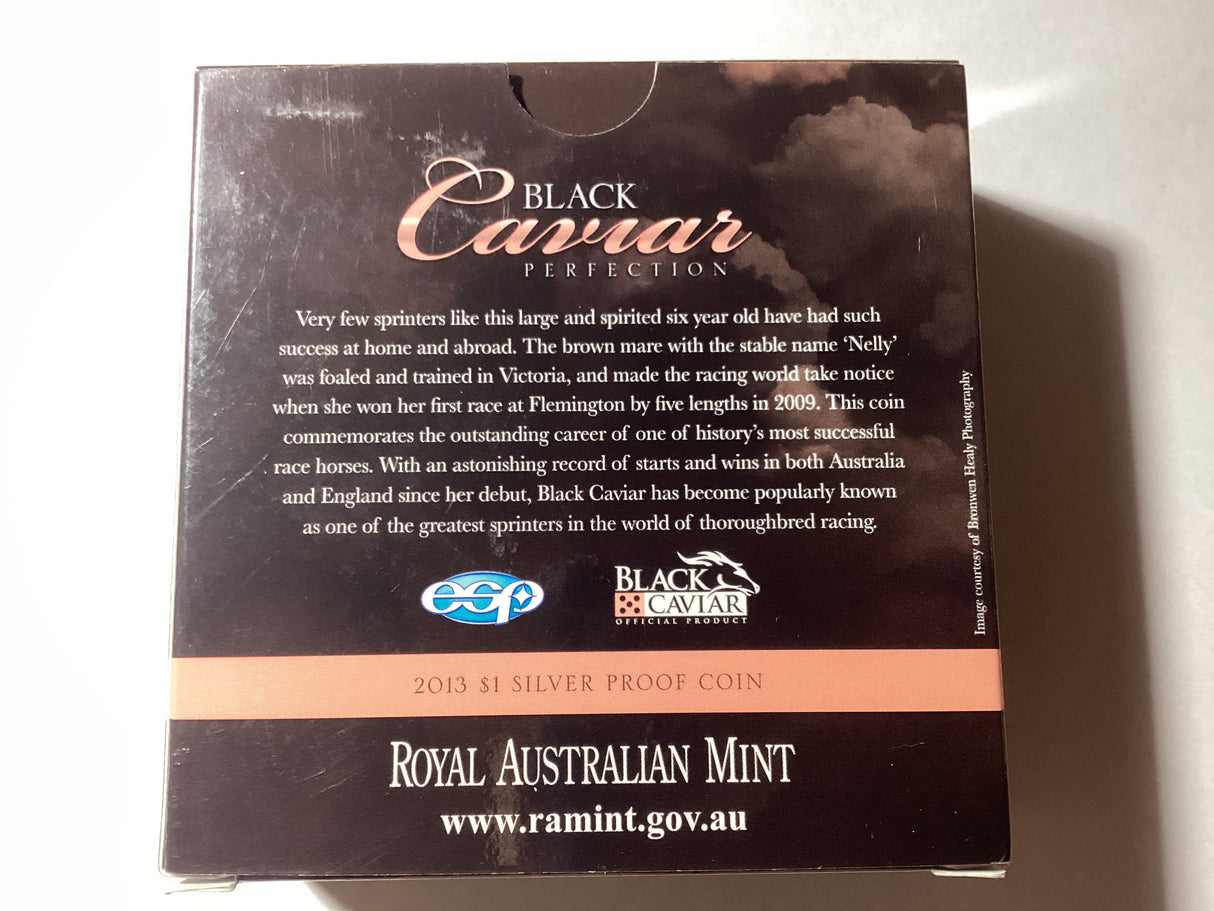 BLACK
Caviar
PERFECTION
Very few sprinters like this large and spirited six year old have had such
success at home and abroad. The brown mare with the stable name ‘Nelly’
was foaled and trained in Victoria, and made the racing world take notice
when she won her first race at Flemington by five lengths in 2009. This coin
commemorates the outstanding career of one of history’s most successful
race horses. With an astonishing record of starts and wins in both Australia
and England since her debut, Black Caviar has become popularly known
as one of the greatest sprinters in the world of thoroughbred racing.
Image courtesy of Bronwen Healy Photography
esp
BLACK
CAVIAR
OFFICIAL PRODUCT
2013 $1 SILVER PROOF COIN
ROYAL AUSTRALIAN MINT
www.ramint.gov.au